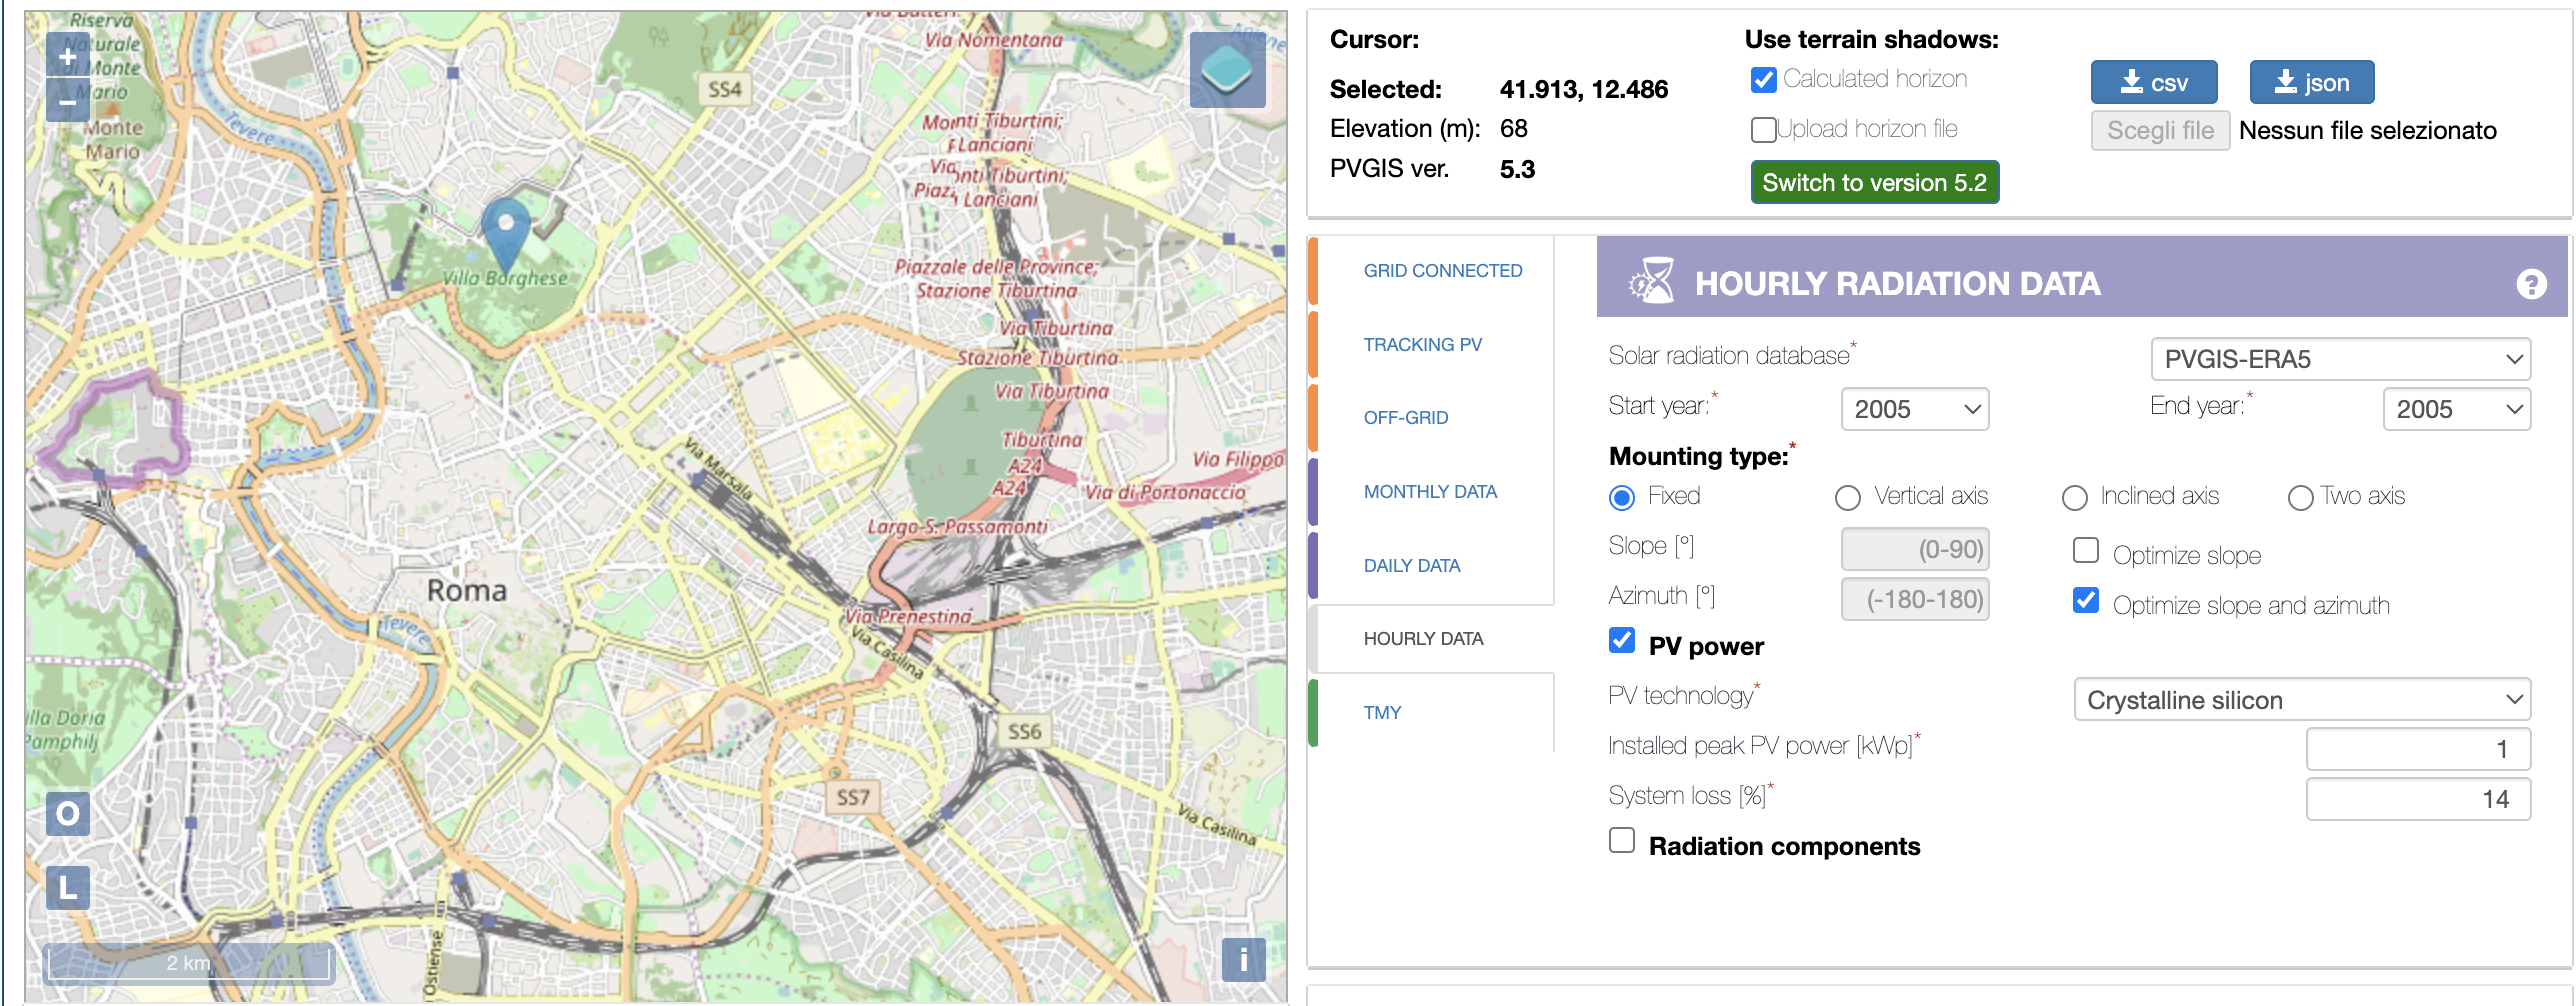 Riserva
Naturale
di Monte
Mario
Monte
Mario
+
−
Tevere
SS4
Via Nomentana
Monti Tiburtini;
Lanciani
Via
Tiburtini;
Lanciani
Villa Borghese
Piazzale delle Province;
Stazione Tiburtina
Via Tiburtina
Stazione Tiburtina
Via Tiburtina
Tiburtina
A24
A24
Via Filippo
Via di Portonaccio
Via Marsala
Largo S. Passamonti
Roma
Tevere
Via Prenestina
Via Casilina
SS6
SS7
Via Casilina
illa Doria
Pamphilj
O
L
2 km
Ostiense
i
Cursor:
Selected: 41.913, 12.486
Elevation (m): 68
PVGIS ver. 5.3
Use terrain shadows:
Calculated horizon
Upload horizon file
Switch to version 5.2
csv
json
Scegli file Nessun file selezionato
GRID CONNECTED
TRACKING PV
OFF-GRID
MONTHLY DATA
DAILY DATA
HOURLY DATA
TMY
HOURLY RADIATION DATA ?
Solar radiation database* PVGIS-ERA5
Start year:* 2005 End year:* 2005
Mounting type:*
Fixed Vertical axis Inclined axis Two axis
Slope [°] (0-90) Optimize slope
Azimuth [°] (-180-180) Optimize slope and azimuth
PV power
PV technology* Crystalline silicon
Installed peak PV power [kWp]* 1
System loss [%]* 14
Radiation components